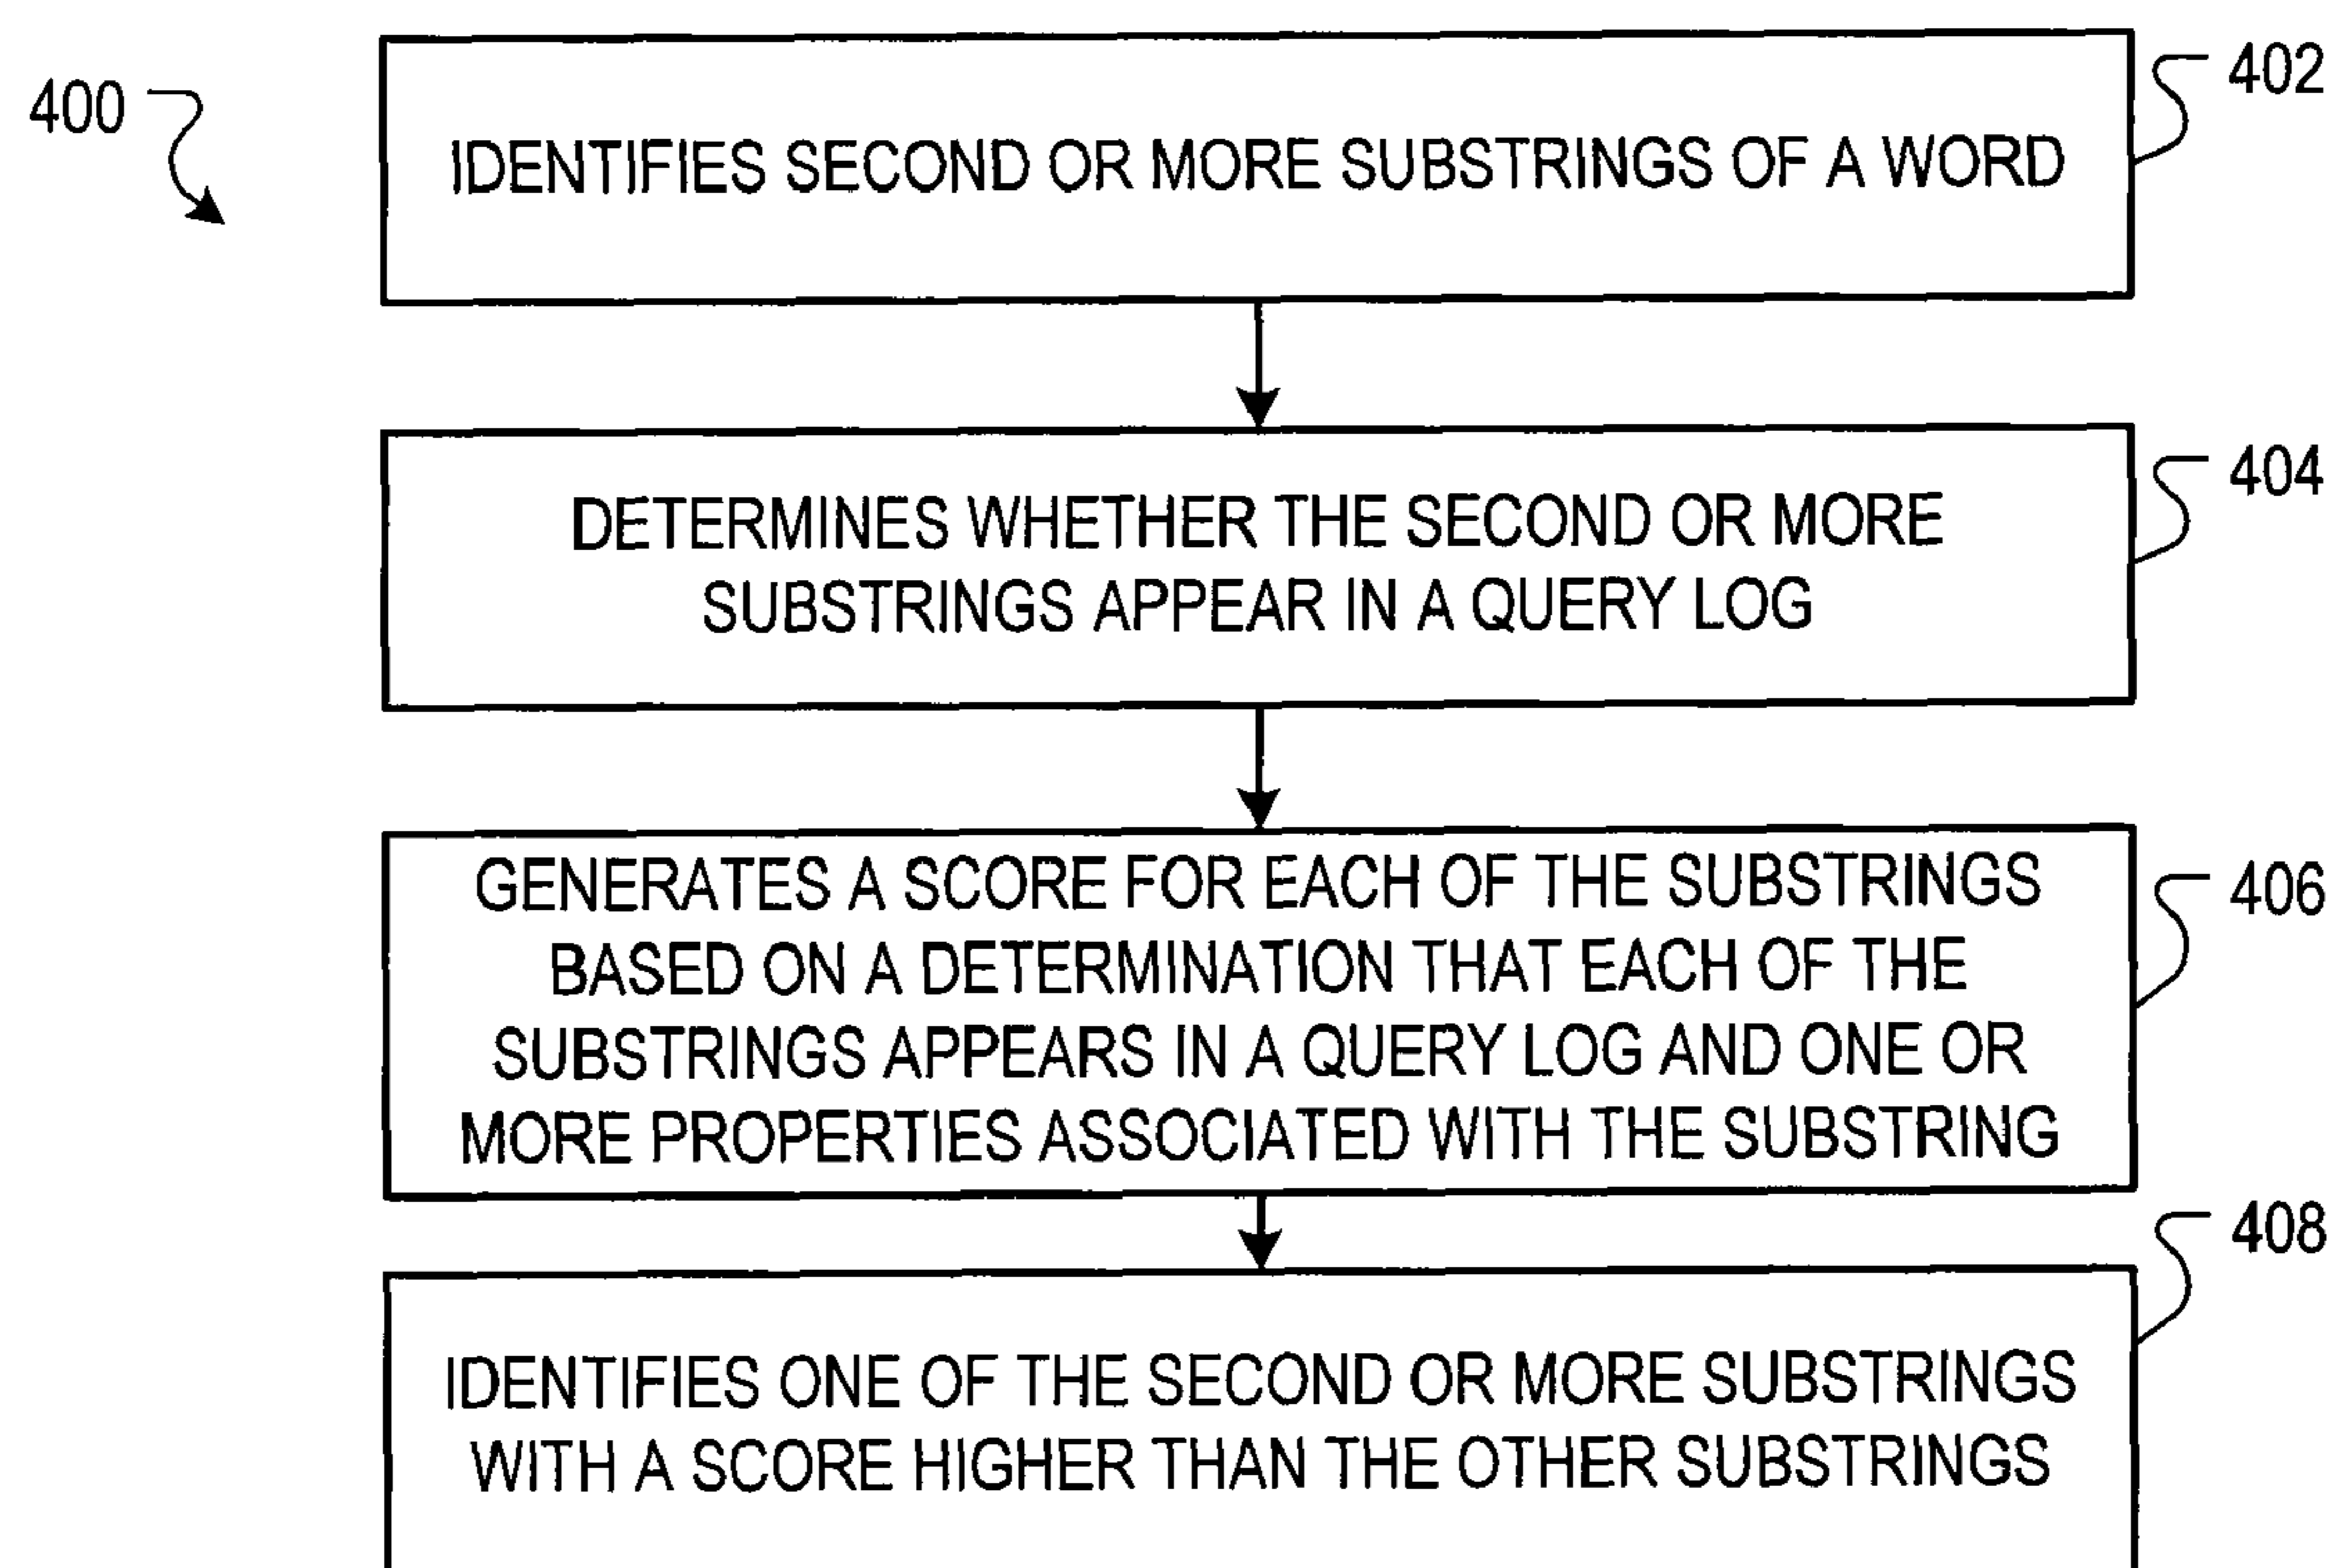 400
402
IDENTIFIES SECOND OR MORE SUBSTRINGS OF A WORD
404
DETERMINES WHETHER THE SECOND OR MORE
SUBSTRINGS APPEAR IN A QUERY LOG
406
GENERATES A SCORE FOR EACH OF THE SUBSTRINGS
BASED ON A DETERMINATION THAT EACH OF THE
SUBSTRINGS APPEARS IN A QUERY LOG AND ONE OR
MORE PROPERTIES ASSOCIATED WITH THE SUBSTRING
408
IDENTIFIES ONE OF THE SECOND OR MORE SUBSTRINGS
WITH A SCORE HIGHER THAN THE OTHER SUBSTRINGS